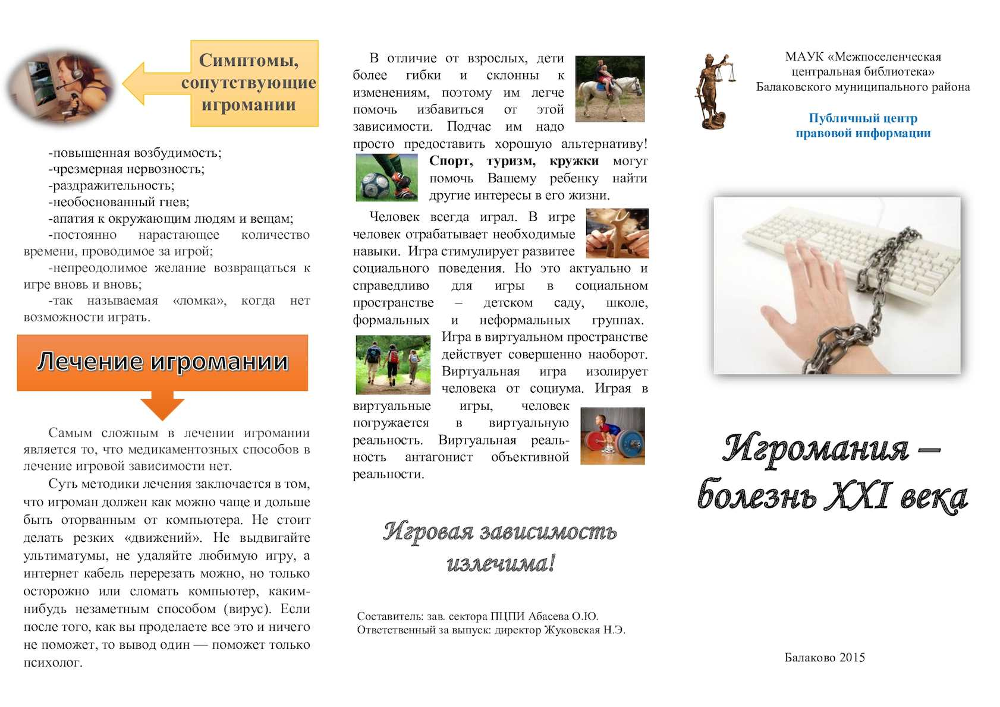 Симптомы,
сопутствующие
игромании
-повышенная возбудимость;
-чрезмерная нервозность;
-раздражительность;
-необоснованный гнев;
-апатия к окружающим людям и вещам;
-постоянно нарастающее количество
времени, проводимое за игрой;
-непреодолимое желание возвращаться к
игре вновь и вновь;
-так называемая «ломка», когда нет
возможности играть.
Лечение игромании
Самым сложным в лечении игромании
является то, что медикаментозных способов в
лечение игровой зависимости нет.
Суть методики лечения заключается в том,
что игроман должен как можно чаще и дольше
быть оторванным от компьютера. Не стоит
делать резких «движений». Не выдвигайте
ультиматумы, не удаляйте любимую игру, а
интернет кабель перерезать можно, но только
осторожно или сломать компьютер, каким-
нибудь незаметным способом (вирус). Если
после того, как вы проделаете все это и ничего
не поможет, то вывод один — поможет только
психолог.
В отличие от взрослых, дети
более гибки и склонны к
изменениям, поэтому им легче
помочь избавиться от этой
зависимости. Подчас им надо
просто предоставить хорошую альтернативу!
Спорт, туризм, кружки могут
помочь Вашему ребенку найти
другие интересы в его жизни.
Человек всегда играл. В игре
человек отрабатывает необходимые
навыки. Игра стимулирует развитее
социального поведения. Но это актуально и
справедливо для игры в социальном
пространстве – детском саду, школе,
формальных и неформальных группах.
Игра в виртуальном пространстве
действует совершенно наоборот.
Виртуальная игра изолирует
человека от социума. Играя в
виртуальные игры, человек
погружается в виртуальную
реальность. Виртуальная реаль-
ность антагонист объективной
реальности.
Игровая зависимость
излечима!
Составитель: зав. сектора ПЦПИ Абасева О.Ю.
Ответственный за выпуск: директор Жуковская Н.Э.
МАУК «Межпоселенческая
центральная библиотека»
Балаковского муниципального района
Публичный центр
правовой информации
Игромания –
болезнь XXI века
Балаково 2015